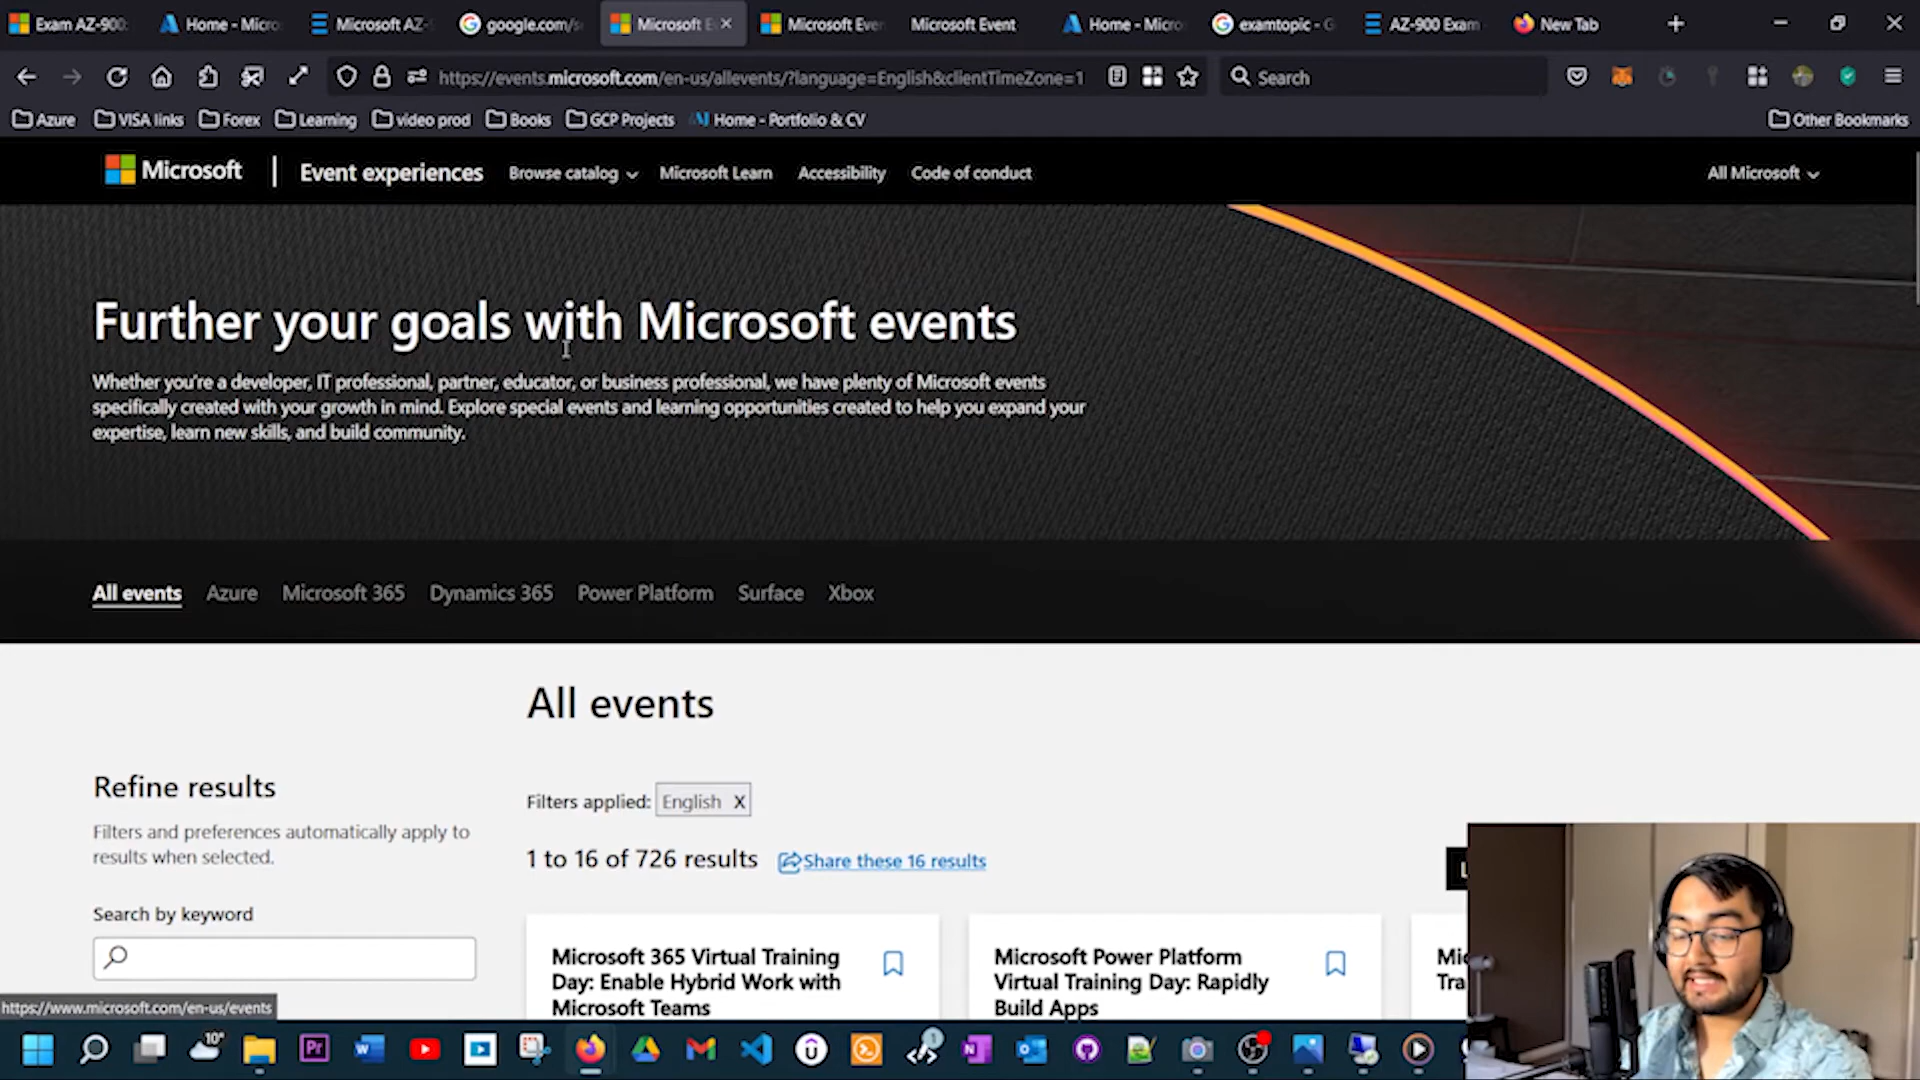 Exam AZ-900:
Home - Micro
Microsoft AZ-
google.com/s
Microsoft E
Microsoft Eve
Microsoft Event
Home - Micro
examtopic - G
AZ-900 Exam
New Tab
https://events.microsoft.com/en-us/allevents/?language=English&clientTimeZone=1
Search
Azure
VISA links
Forex
Learning
video prod
Books
GCP Projects
Home - Portfolio & CV
Other Bookmarks
Microsoft | Event experiences
Browse catalog
Microsoft Learn
Accessibility
Code of conduct
All Microsoft
Further your goals with Microsoft events
Whether you're a developer, IT professional, partner, educator, or business professional, we have plenty of Microsoft events
specifically created with your growth in mind. Explore special events and learning opportunities created to help you expand your
expertise, learn new skills, and build community.
All events
Azure
Microsoft 365
Dynamics 365
Power Platform
Surface
Xbox
All events
Refine results
Filters applied: English X
Filters and preferences automatically apply to
results when selected.
1 to 16 of 726 results
Share these 16 results
Search by keyword
Microsoft 365 Virtual Training
Day: Enable Hybrid Work with
Microsoft Teams
Microsoft Power Platform
Virtual Training Day: Rapidly
Build Apps
Mic
Tra
https://www.microsoft.com/en-us/events
10°
Pr
1